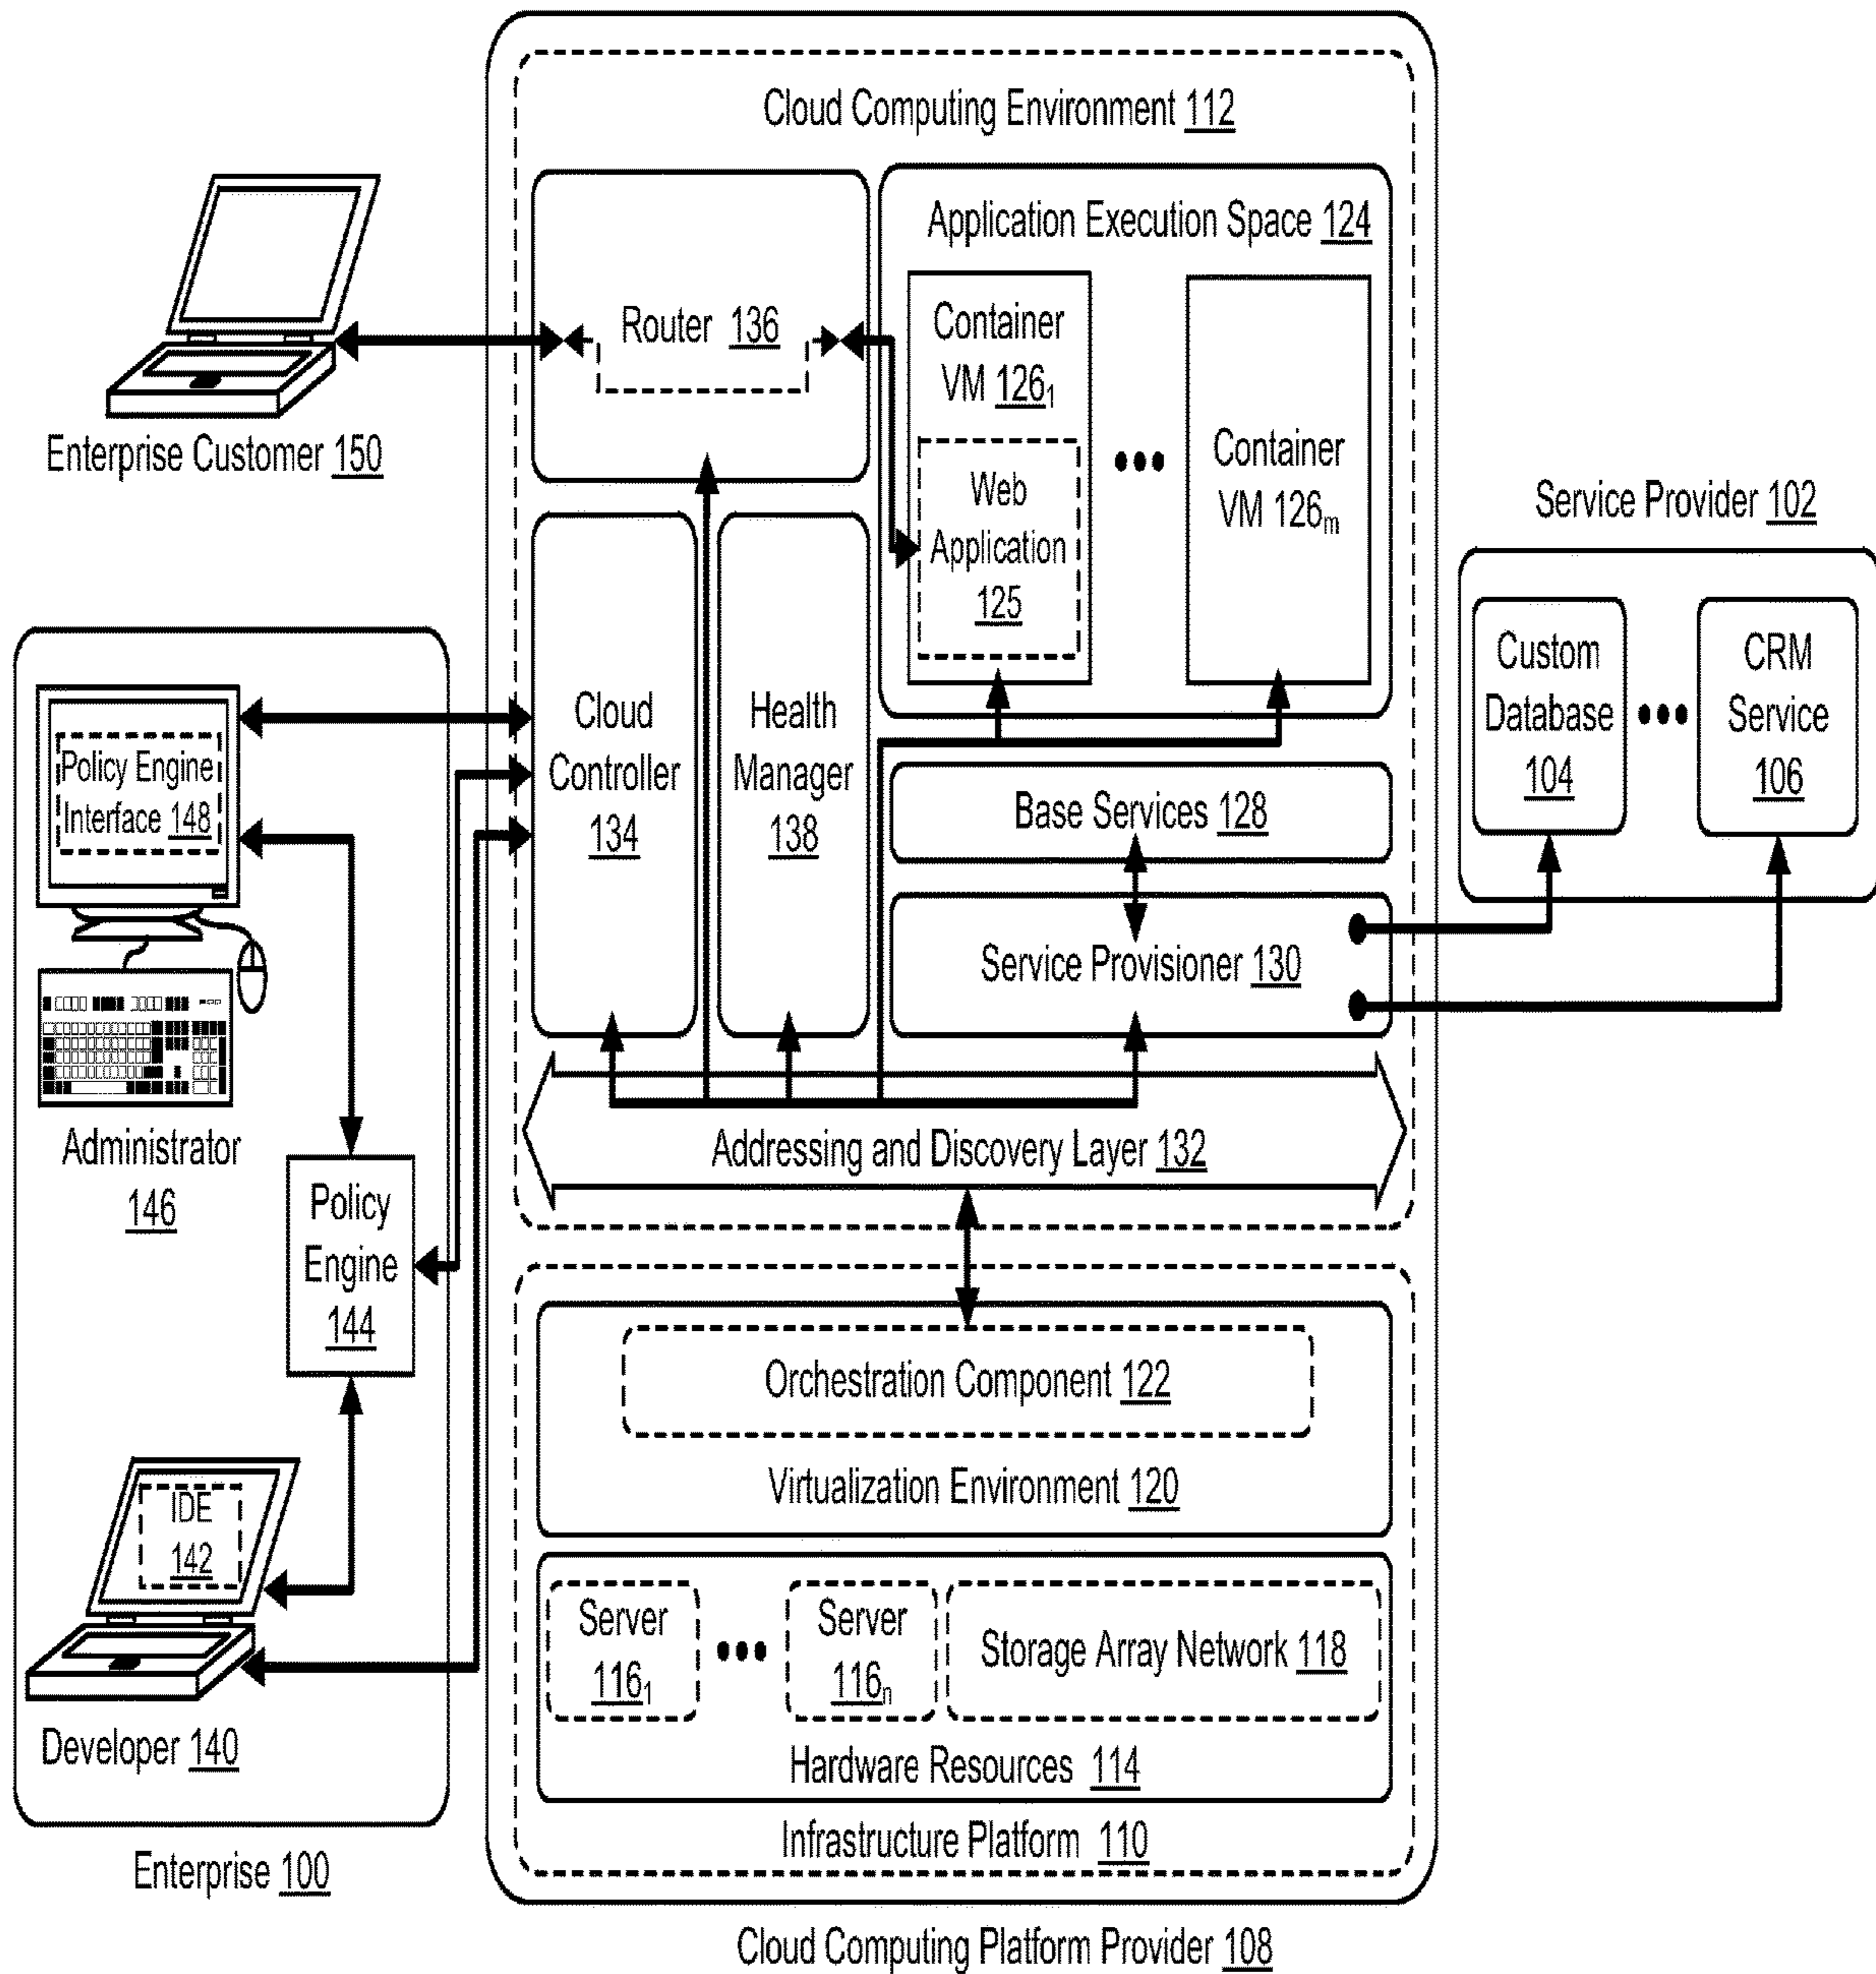 Cloud Computing Environment 112
Application Execution Space 124
Router 136
Container
VM 126₁
Web
Application
125
•••
Container
VM 126ₘ
Enterprise Customer 150
Service Provider 102
Custom
Database
104
•••
CRM
Service
106
Cloud
Controller
134
Health
Manager
138
Base Services 128
Service Provisioner 130
Addressing and Discovery Layer 132
Policy Engine
Interface 148
Administrator
146
Policy
Engine
144
IDE
142
Developer 140
Enterprise 100
Orchestration Component 122
Virtualization Environment 120
Server
116₁
•••
Server
116ₙ
Storage Array Network 118
Hardware Resources 114
Infrastructure Platform 110
Cloud Computing Platform Provider 108